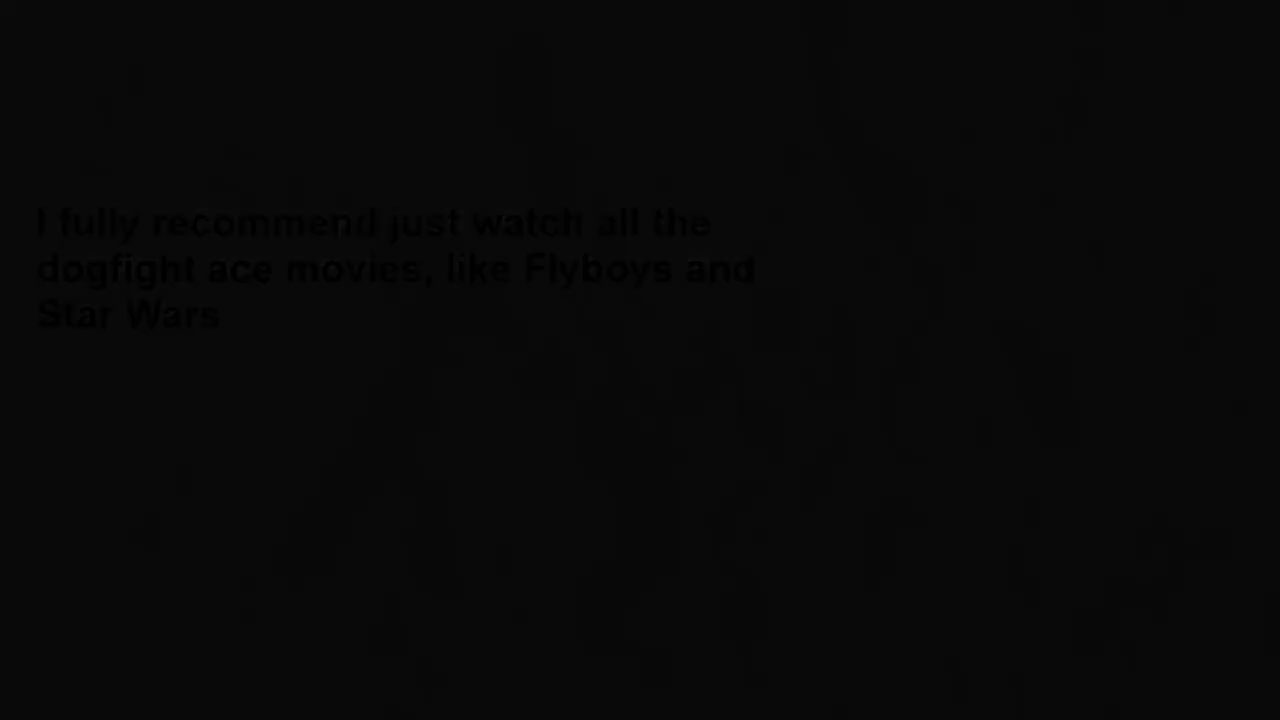 I fully recommend just watch all the
dogfight ace movies, like Flyboys and
Star Wars